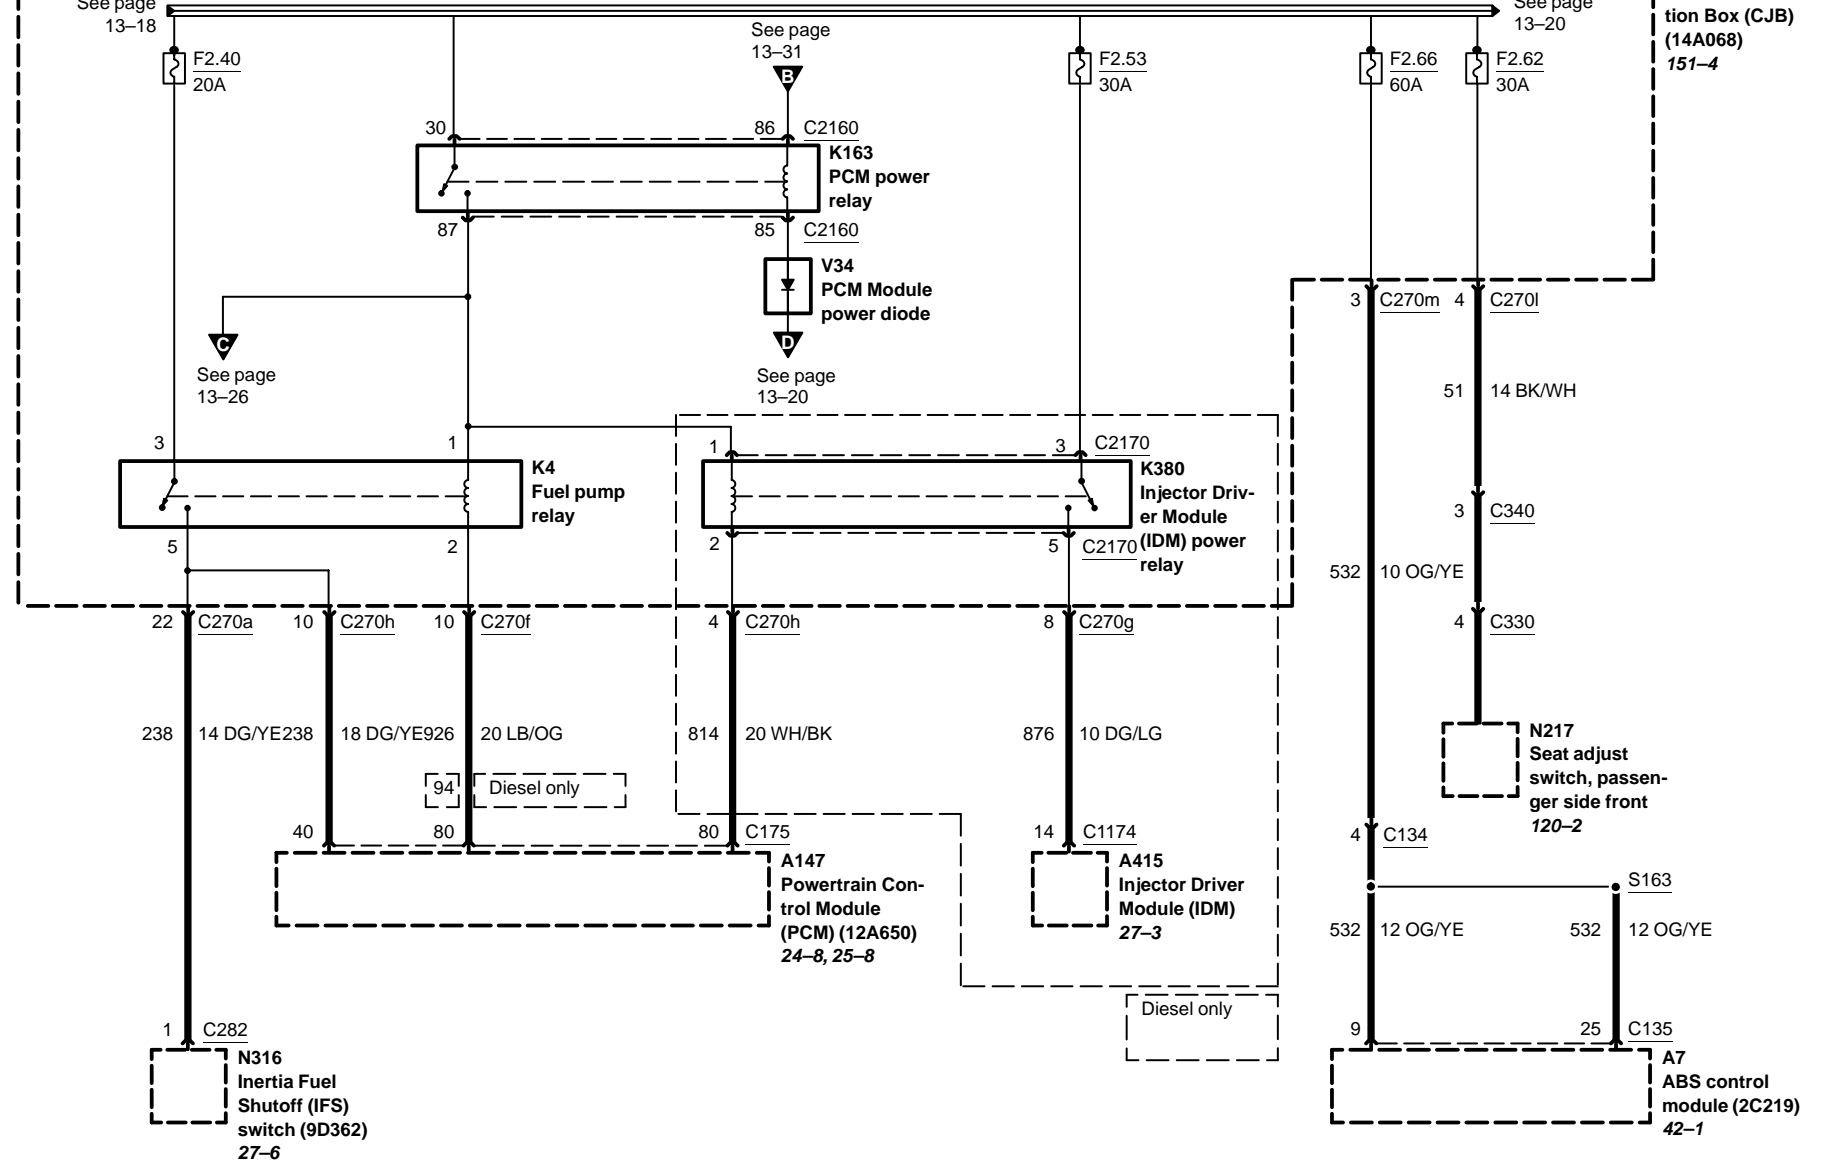 See page
13–18
See page
13–20
tion Box (CJB)
(14A068)
151–4
See page
13–31
B
F2.40
20A
F2.53
30A
F2.66
60A
F2.62
30A
30
86
C2160
K163
PCM power
relay
87
85
C2160
V34
PCM Module
power diode
C
See page
13–26
D
See page
13–20
3
C270m
4
C270l
51
14 BK/WH
3
1
K4
Fuel pump
relay
5
2
1
3
C2170
K380
Injector Driv-
er Module
(IDM) power
relay
2
5
C2170
3
C340
532
10 OG/YE
22
C270a
10
C270h
10
C270f
4
C270h
8
C270g
4
C330
238
14 DG/YE
238
18 DG/YE
926
20 LB/OG
814
20 WH/BK
876
10 DG/LG
N217
Seat adjust
switch, passen-
ger side front
120–2
94
Diesel only
40
80
80
C175
14
C1174
4
C134
A147
Powertrain Con-
trol Module
(PCM) (12A650)
24–8, 25–8
A415
Injector Driver
Module (IDM)
27–3
S163
532
12 OG/YE
532
12 OG/YE
Diesel only
1
C282
9
25
C135
N316
Inertia Fuel
Shutoff (IFS)
switch (9D362)
27–6
A7
ABS control
module (2C219)
42–1